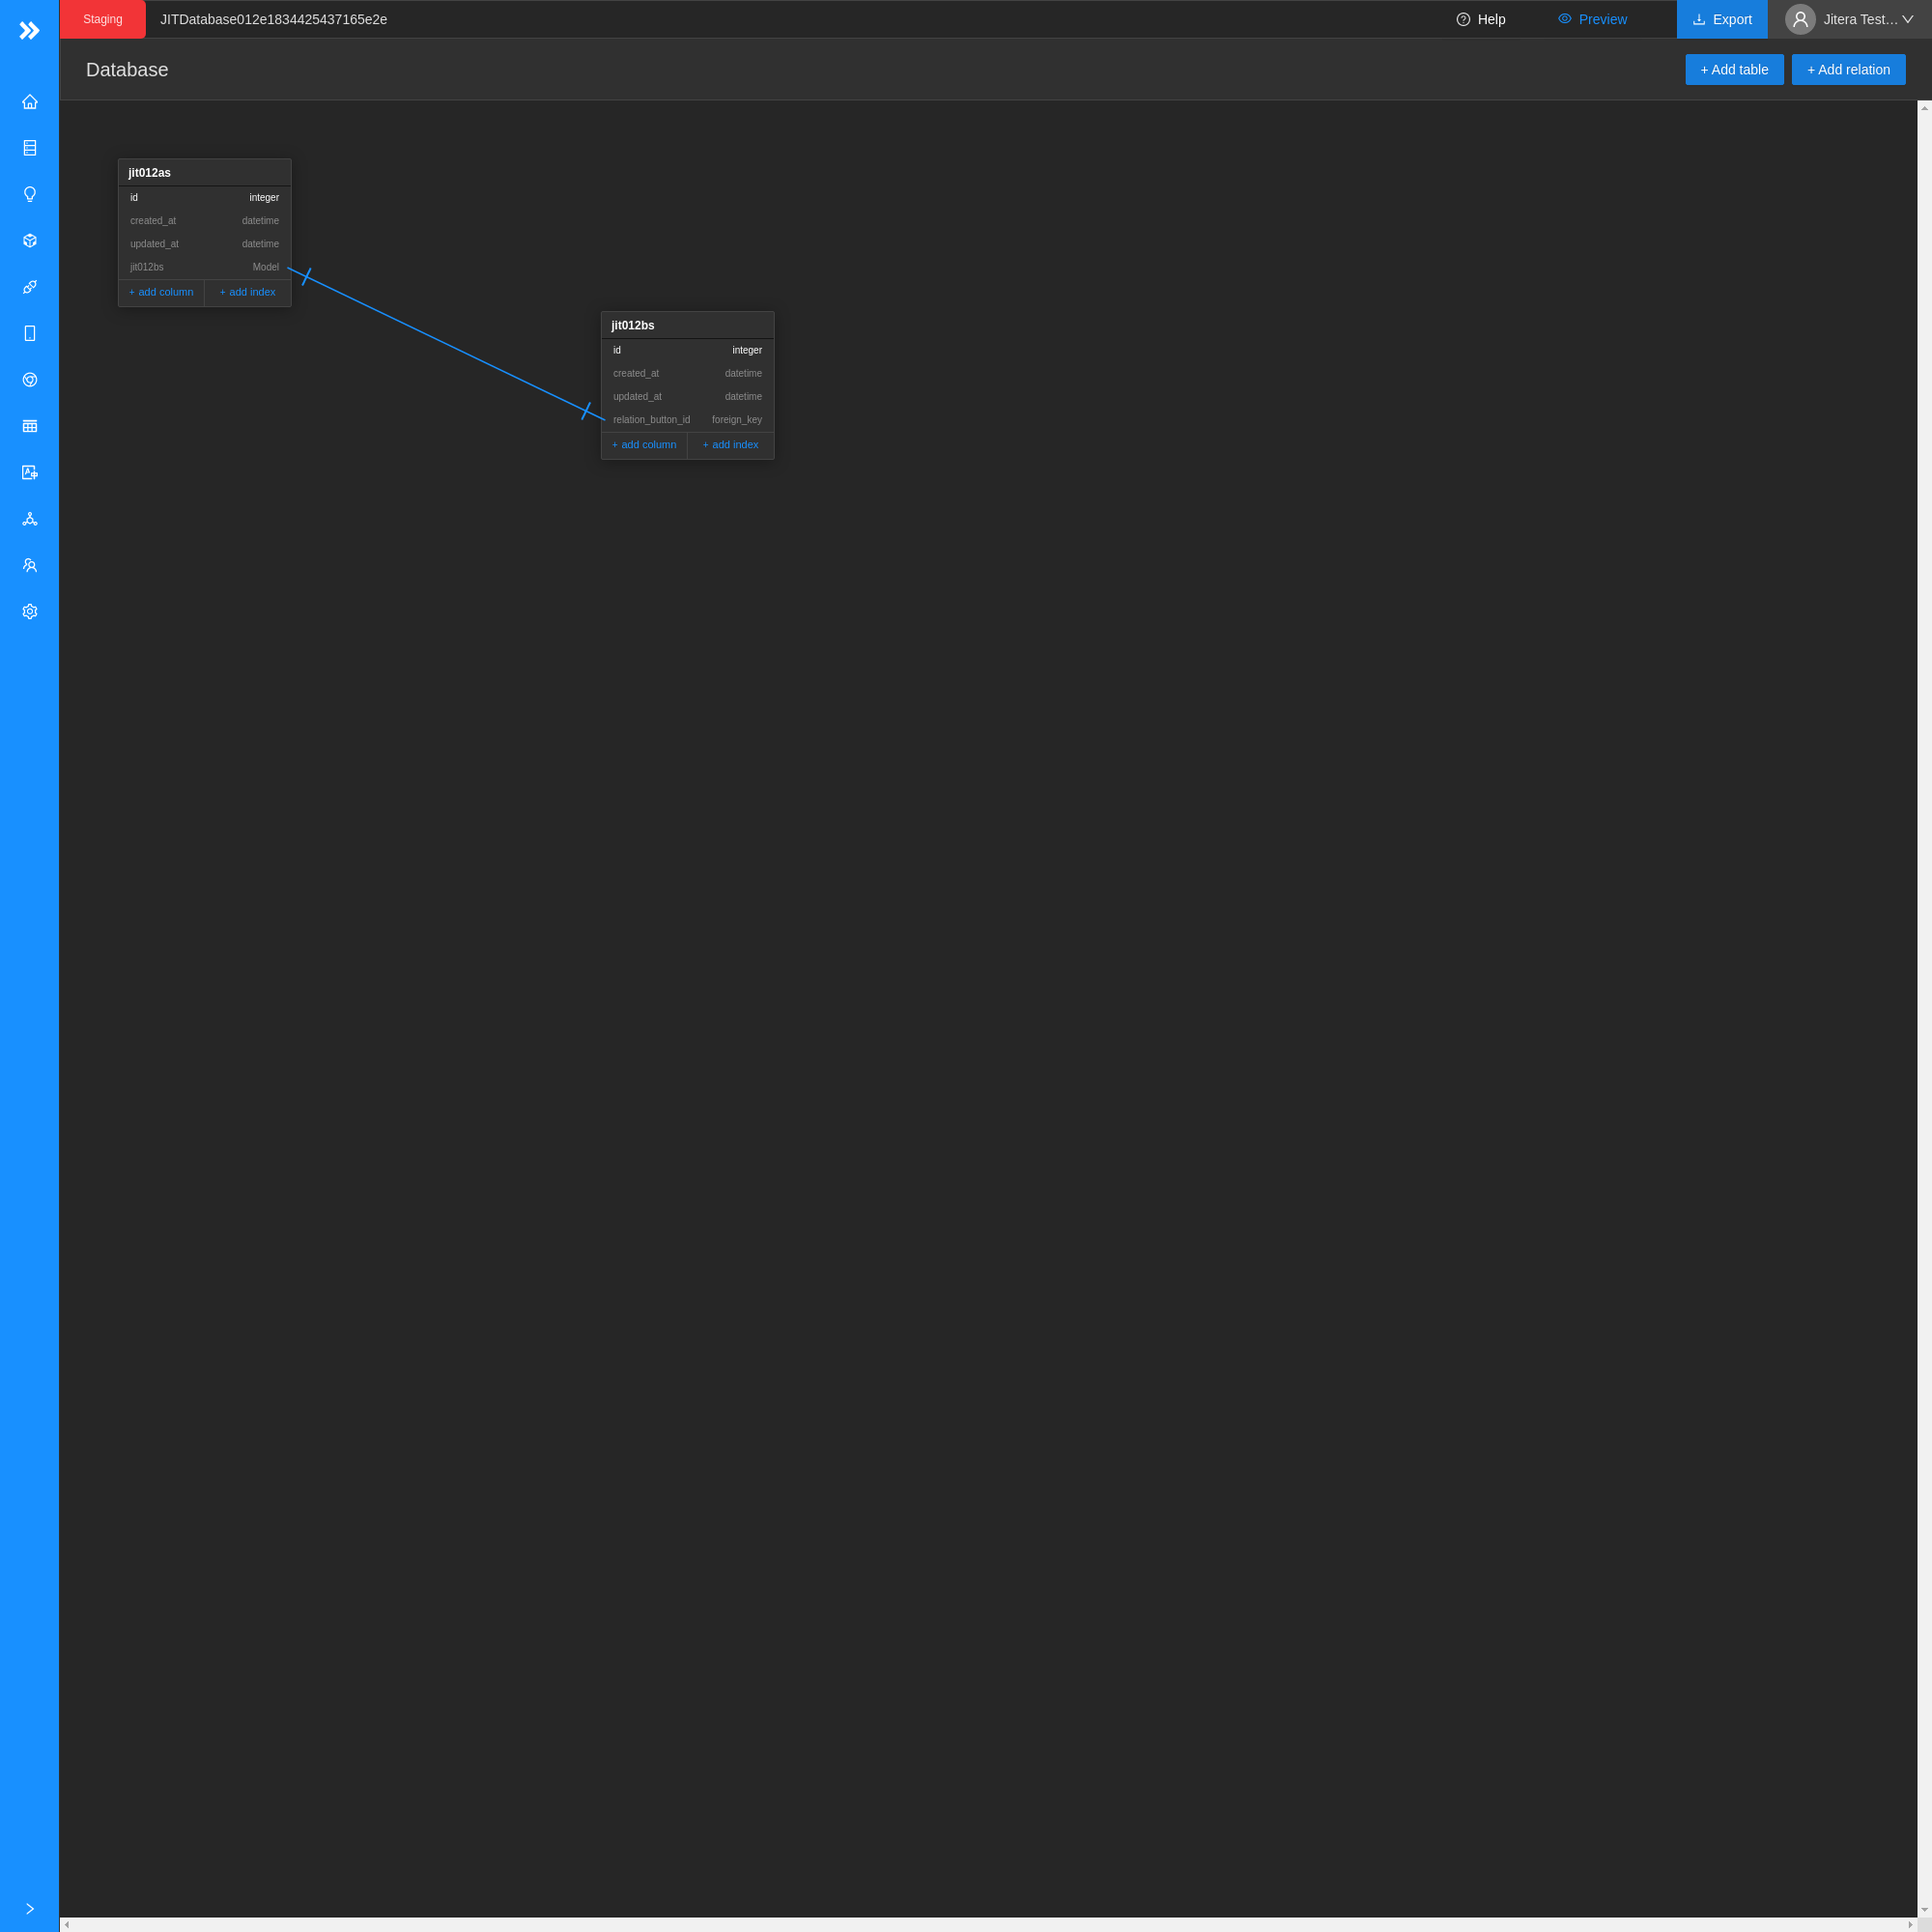 Staging JITDatabase012e1834425437165e2e Help Preview Export Jitera Test…
Database + Add table + Add relation
jit012as
id integer
created_at datetime
updated_at datetime
jit012bs Model
+ add column + add index
jit012bs
id integer
created_at datetime
updated_at datetime
relation_button_id foreign_key
+ add column + add index